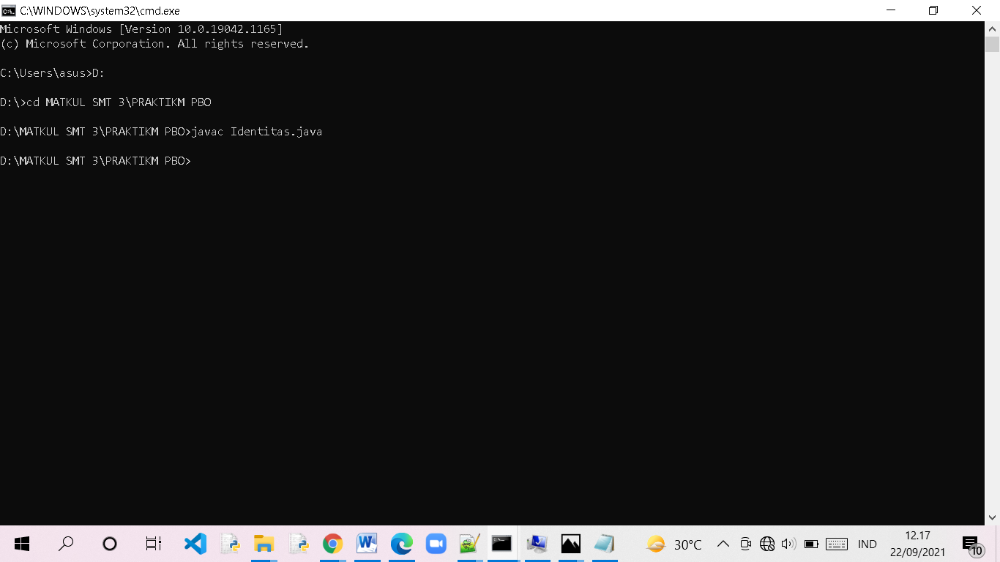 C:\WINDOWS\system32\cmd.exe
Microsoft Windows [Version 10.0.19042.1165]
(c) Microsoft Corporation. All rights reserved.
C:\Users\asus>D:
D:\>cd MATKUL SMT 3\PRAKTIKM PBO
D:\MATKUL SMT 3\PRAKTIKM PBO>javac Identitas.java
D:\MATKUL SMT 3\PRAKTIKM PBO>
30°C
IND
12.17
22/09/2021
10